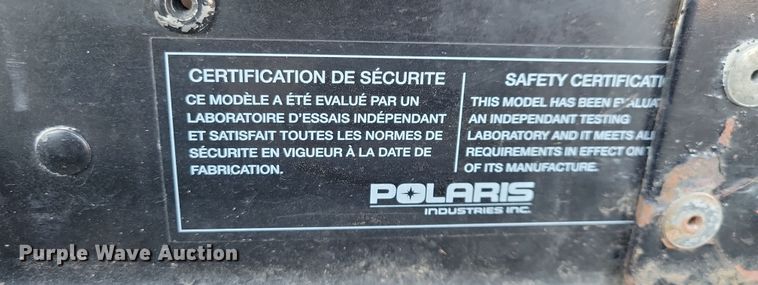 CERTIFICATION DE SÉCURITE
CE MODÈLE A ÉTÉ EVALUÉ PAR UN
LABORATOIRE D'ESSAIS INDÉPENDANT
ET SATISFAIT TOUTES LES NORMES DE
SÉCURITE EN VIGUEUR À LA DATE DE
FABRICATION.
SAFETY
THIS MODEL HAS BEEN
AN INDEPENDANT TESTING
LABORATORY AND IT MEETS
REQUIREMENTS IN EFFECT ON
OF ITS MANUFACTURE.
POLARIS
INDUSTRIES INC.
Purple Wave Auction